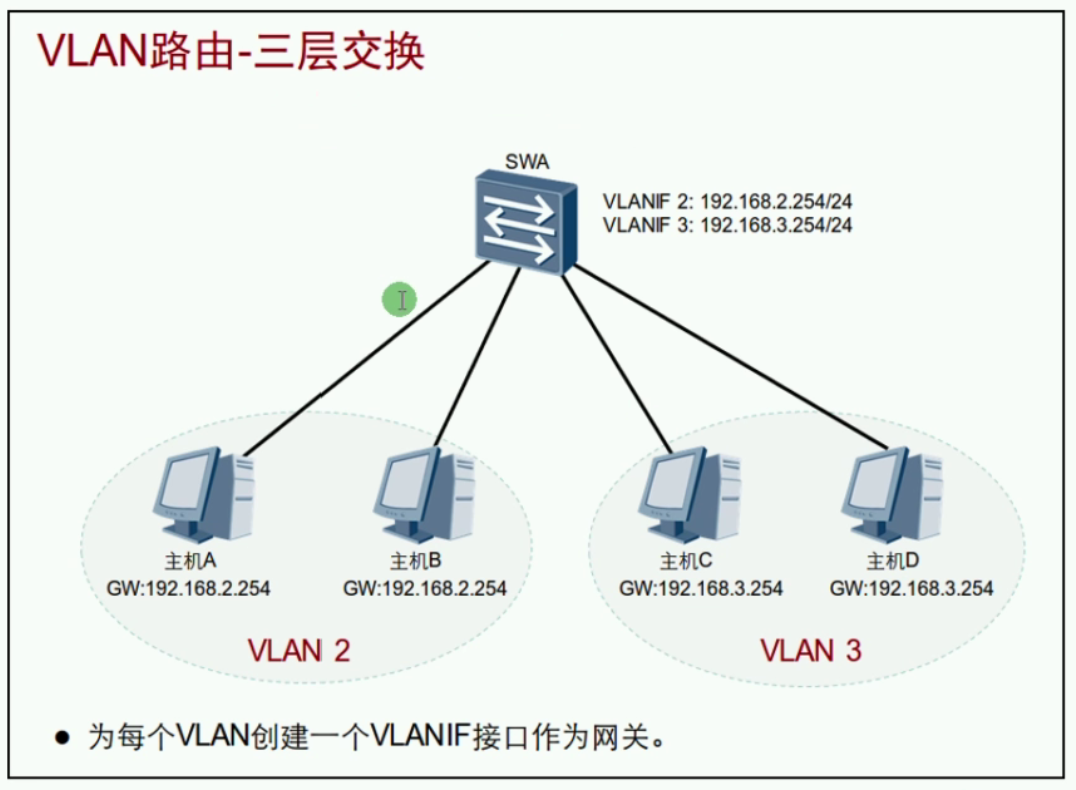 VLAN路由-三层交换
SWA
VLANIF 2: 192.168.2.254/24
VLANIF 3: 192.168.3.254/24
主机A
GW:192.168.2.254
主机B
GW:192.168.2.254
主机C
GW:192.168.3.254
主机D
GW:192.168.3.254
VLAN 2
VLAN 3
● 为每个VLAN创建一个VLANIF接口作为网关。